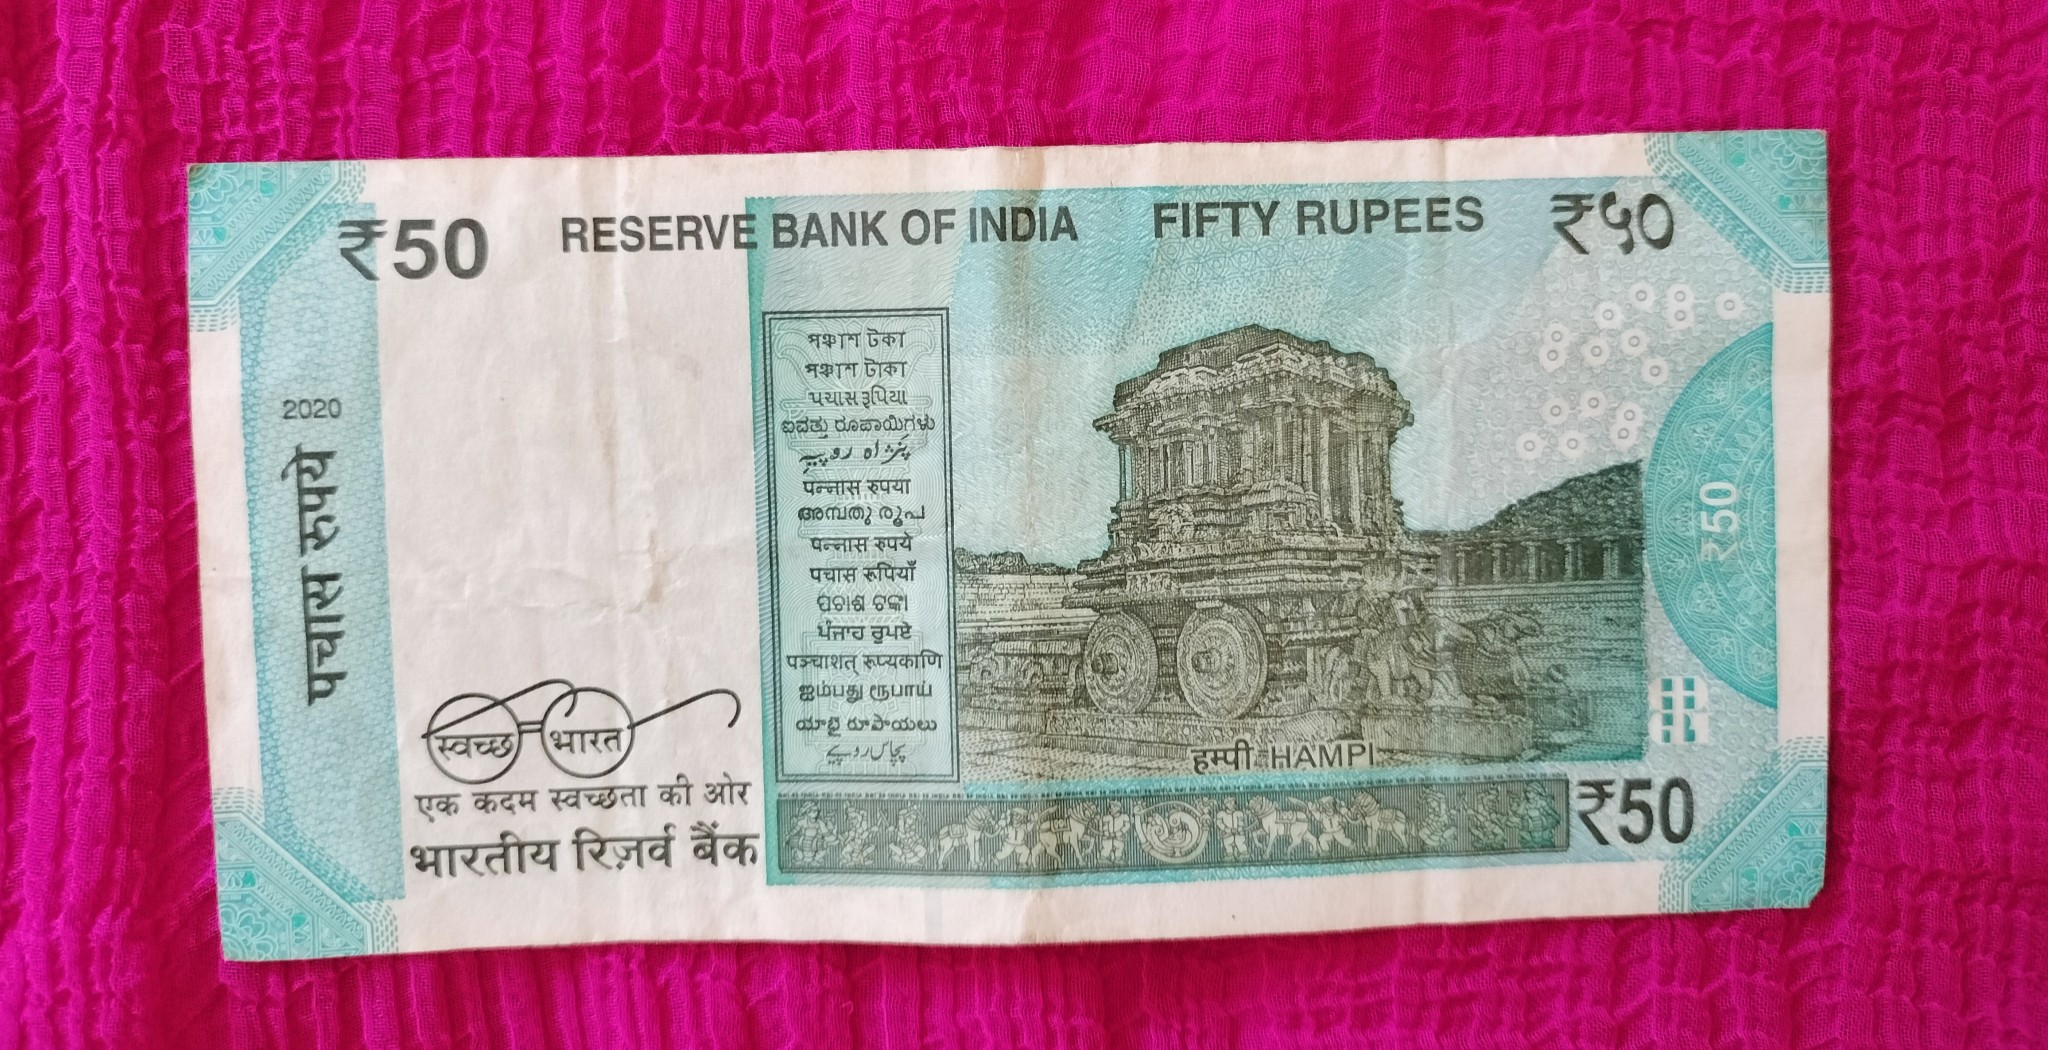 ₹50
RESERVE BANK OF INDIA
FIFTY RUPEES
₹५०
2020
पचास रुपये
পঞ্চাশ টকা
পঞ্চাশ টাকা
પચાસ રૂપિયા
ಐವತ್ತು ರೂಪಾಯಿಗಳು
पन्नास रुपया
അമ്പതു രൂപ
पन्नास रुपये
पचास रूपियाँ
ପଚାଶ ଟଙ୍କା
ਪੰਜਾਹ ਰੁਪਏ
पञ्चाशत् रूप्यकाणि
ஐம்பது ரூபாய்
యాభై రూపాయలు
پچاس روپے
हम्पी HAMPI
₹50
₹50
स्वच्छ भारत
एक कदम स्वच्छता की ओर
भारतीय रिज़र्व बैंक